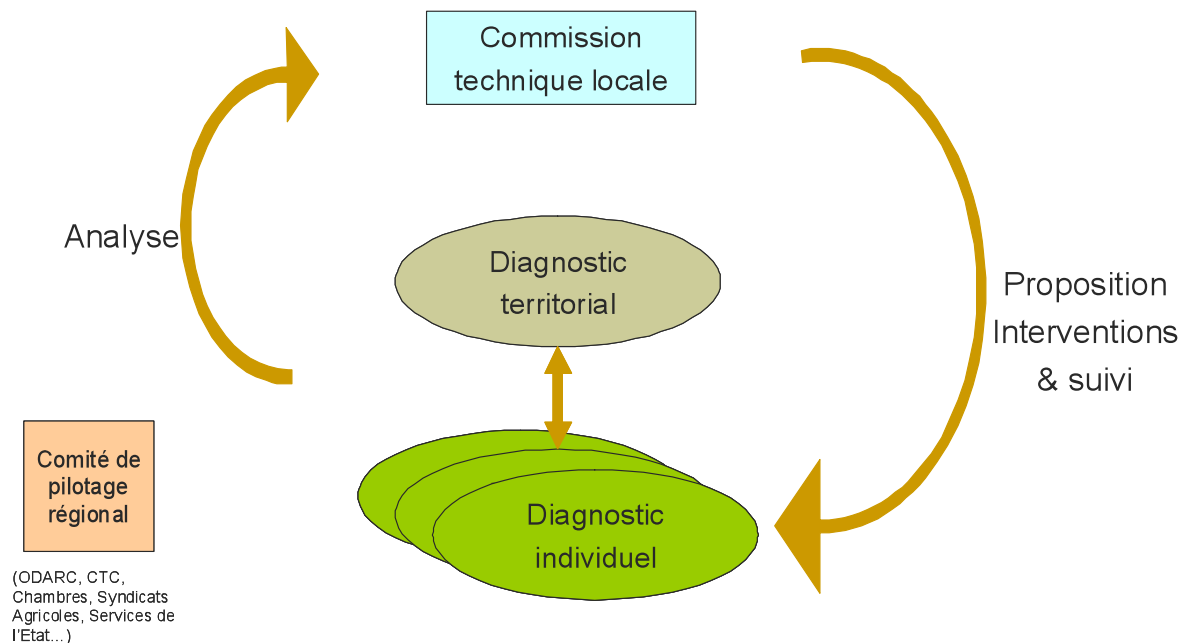 Commission
technique locale
Analyse
Diagnostic
territorial
Proposition
Interventions
& suivi
Comité de
pilotage
régional
Diagnostic
individuel
(ODARC, CTC,
Chambres, Syndicats
Agricoles, Services de
l'Etat...)